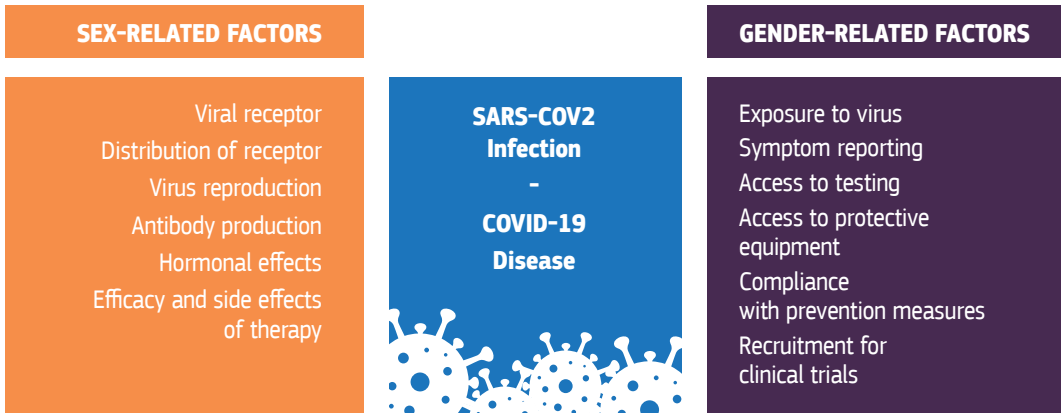 SEX-RELATED FACTORS
Viral receptor
Distribution of receptor
Virus reproduction
Antibody production
Hormonal effects
Efficacy and side effects
of therapy
SARS-COV2
Infection
-
COVID-19
Disease
GENDER-RELATED FACTORS
Exposure to virus
Symptom reporting
Access to testing
Access to protective
equipment
Compliance
with prevention measures
Recruitment for
clinical trials